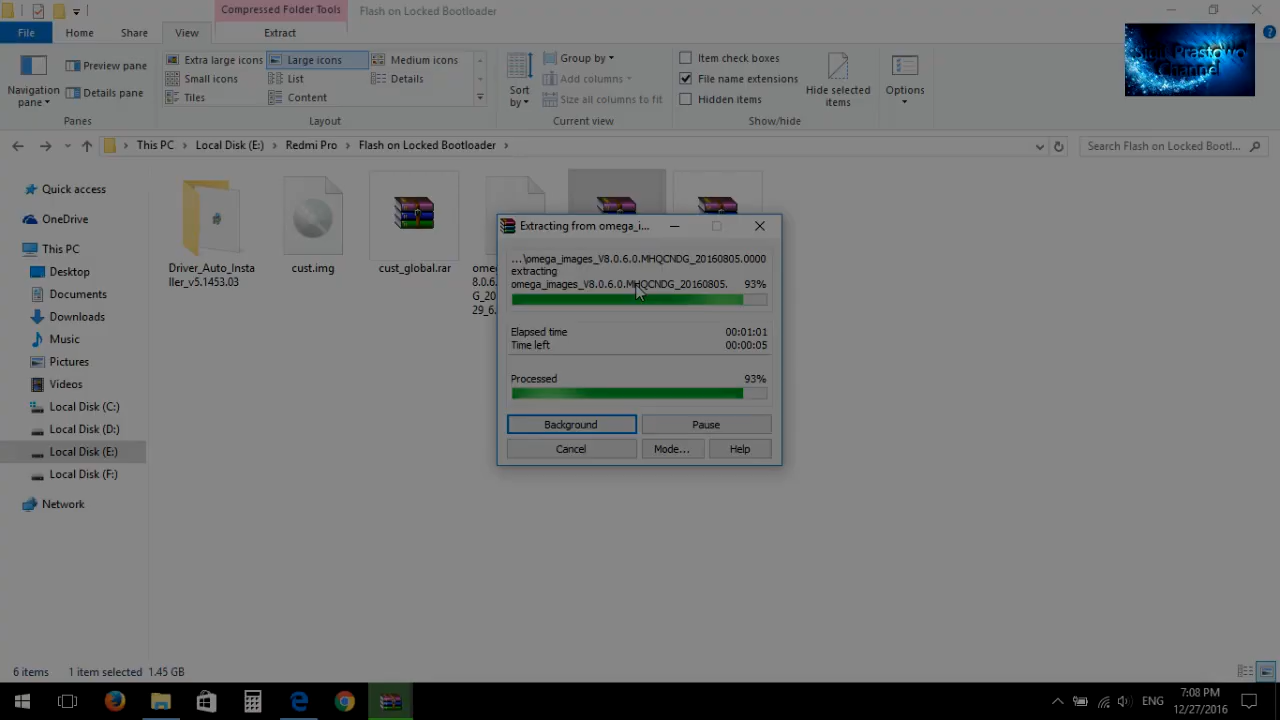 Compressed Folder Tools
Flash on Locked Bootloader
File
Home
Share
View
Extract
Navigation
pane
Preview pane
Details pane
Panes
Extra large icons
Large icons
Medium icons
Small icons
List
Details
Tiles
Content
Layout
Sort
by
Group by
Add columns
Size all columns to fit
Current view
Item check boxes
File name extensions
Hidden items
Hide selected
items
Show/hide
Options
Prastowo
Channel
This PC
Local Disk (E:)
Redmi Pro
Flash on Locked Bootloader
Search Flash on Locked Bootl...
Quick access
OneDrive
This PC
Desktop
Documents
Downloads
Music
Pictures
Videos
Local Disk (C:)
Local Disk (D:)
Local Disk (E:)
Local Disk (F:)
Network
Driver_Auto_Insta
ller_v5.1453.03
cust.img
cust_global.rar
Extracting from omega_i...
...\omega_images_V8.0.6.0.MHQCNDG_20160805.0000
extracting
omega_images_V8.0.6.0.MHQCNDG_20160805.
93%
Elapsed time
00:01:01
Time left
00:00:05
Processed
93%
Background
Pause
Cancel
Mode...
Help
6 items
1 item selected
1.45 GB
ENG
7:08 PM
12/27/2016